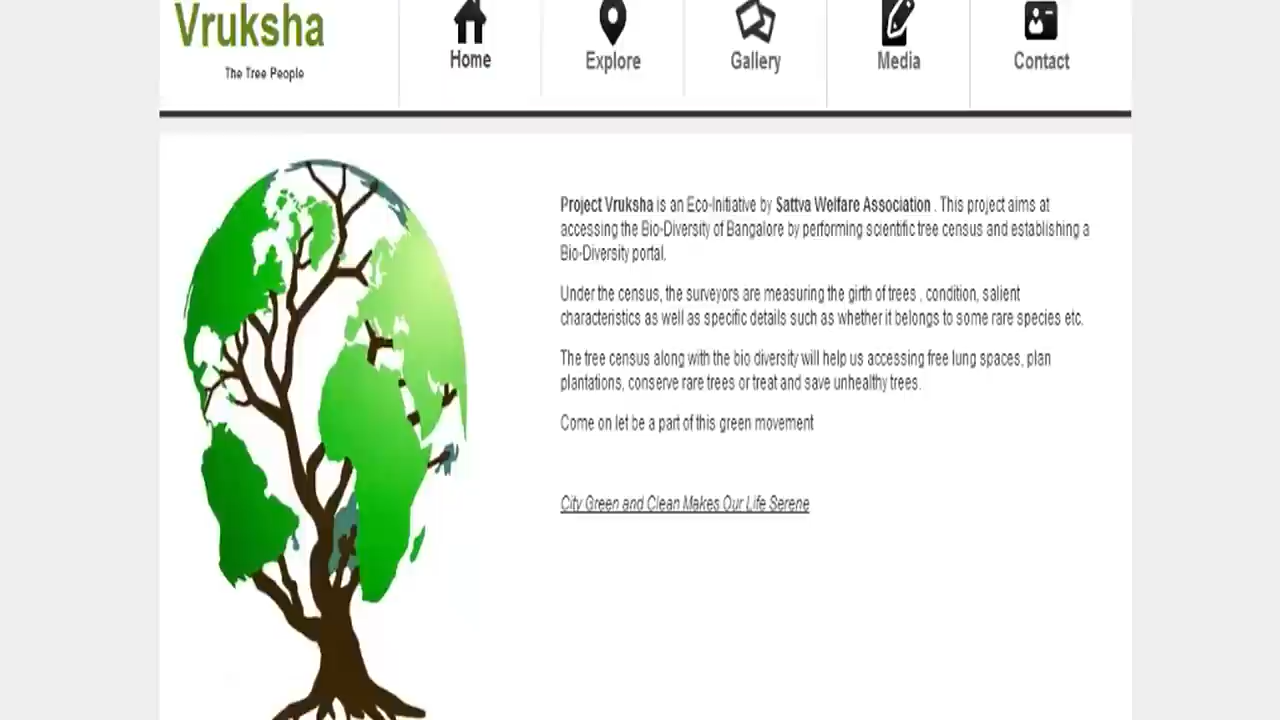 Vruksha
The Tree People
Home
Explore
Gallery
Media
Contact
Project Vruksha is an Eco-Initiative by Sattva Welfare Association . This project aims at
accessing the Bio-Diversity of Bangalore by performing scientific tree census and establishing a
Bio-Diversity portal.
Under the census, the surveyors are measuring the girth of trees , condition, salient
characteristics as well as specific details such as whether it belongs to some rare species etc.
The tree census along with the bio diversity will help us accessing free lung spaces, plan
plantations, conserve rare trees or treat and save unhealthy trees.
Come on let be a part of this green movement
City Green and Clean Makes Our Life Serene